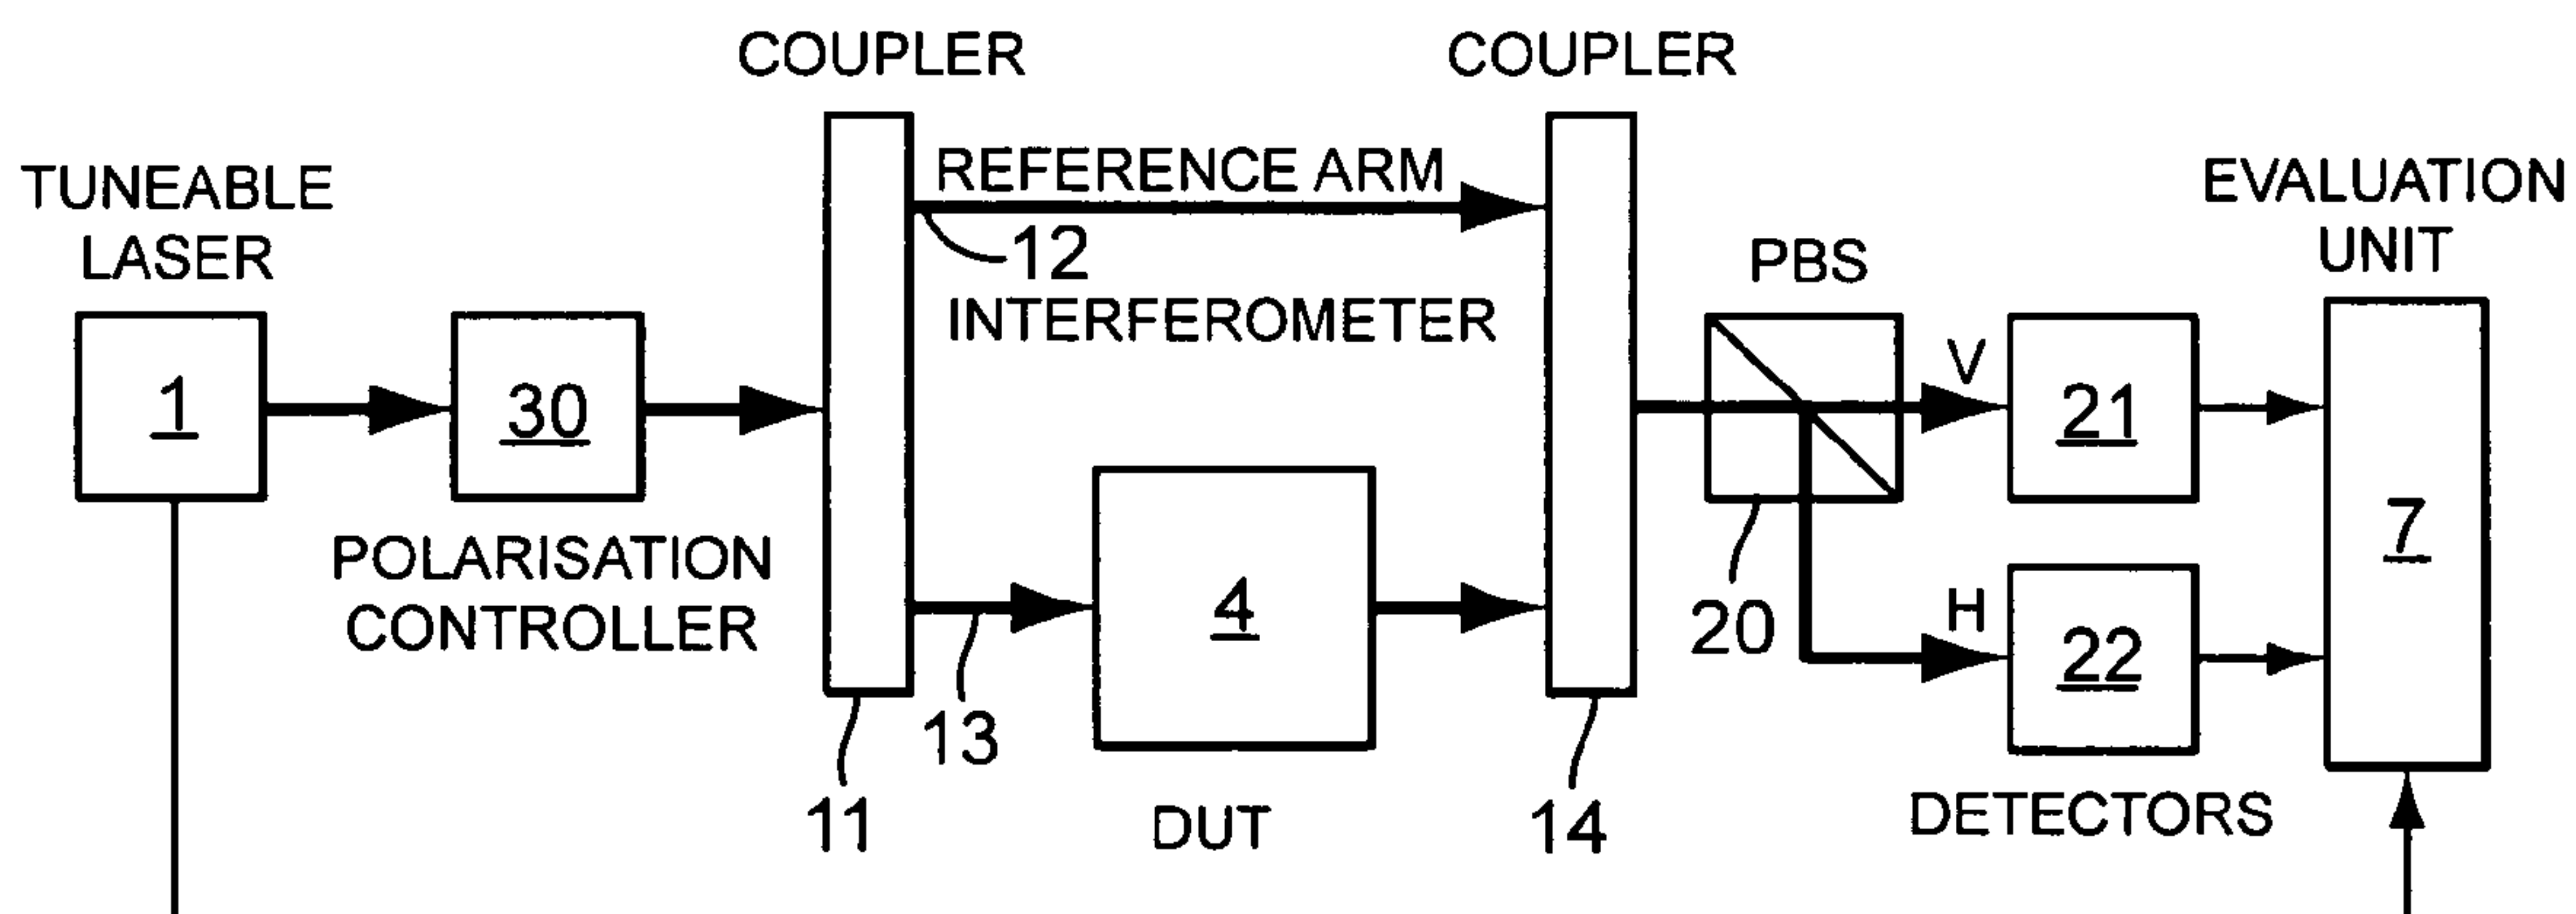 COUPLER
COUPLER
TUNEABLE
LASER
REFERENCE ARM
12
INTERFEROMETER
PBS
EVALUATION
UNIT
1
30
POLARISATION
CONTROLLER
V
21
7
4
20
H
22
13
11
DUT
14
DETECTORS